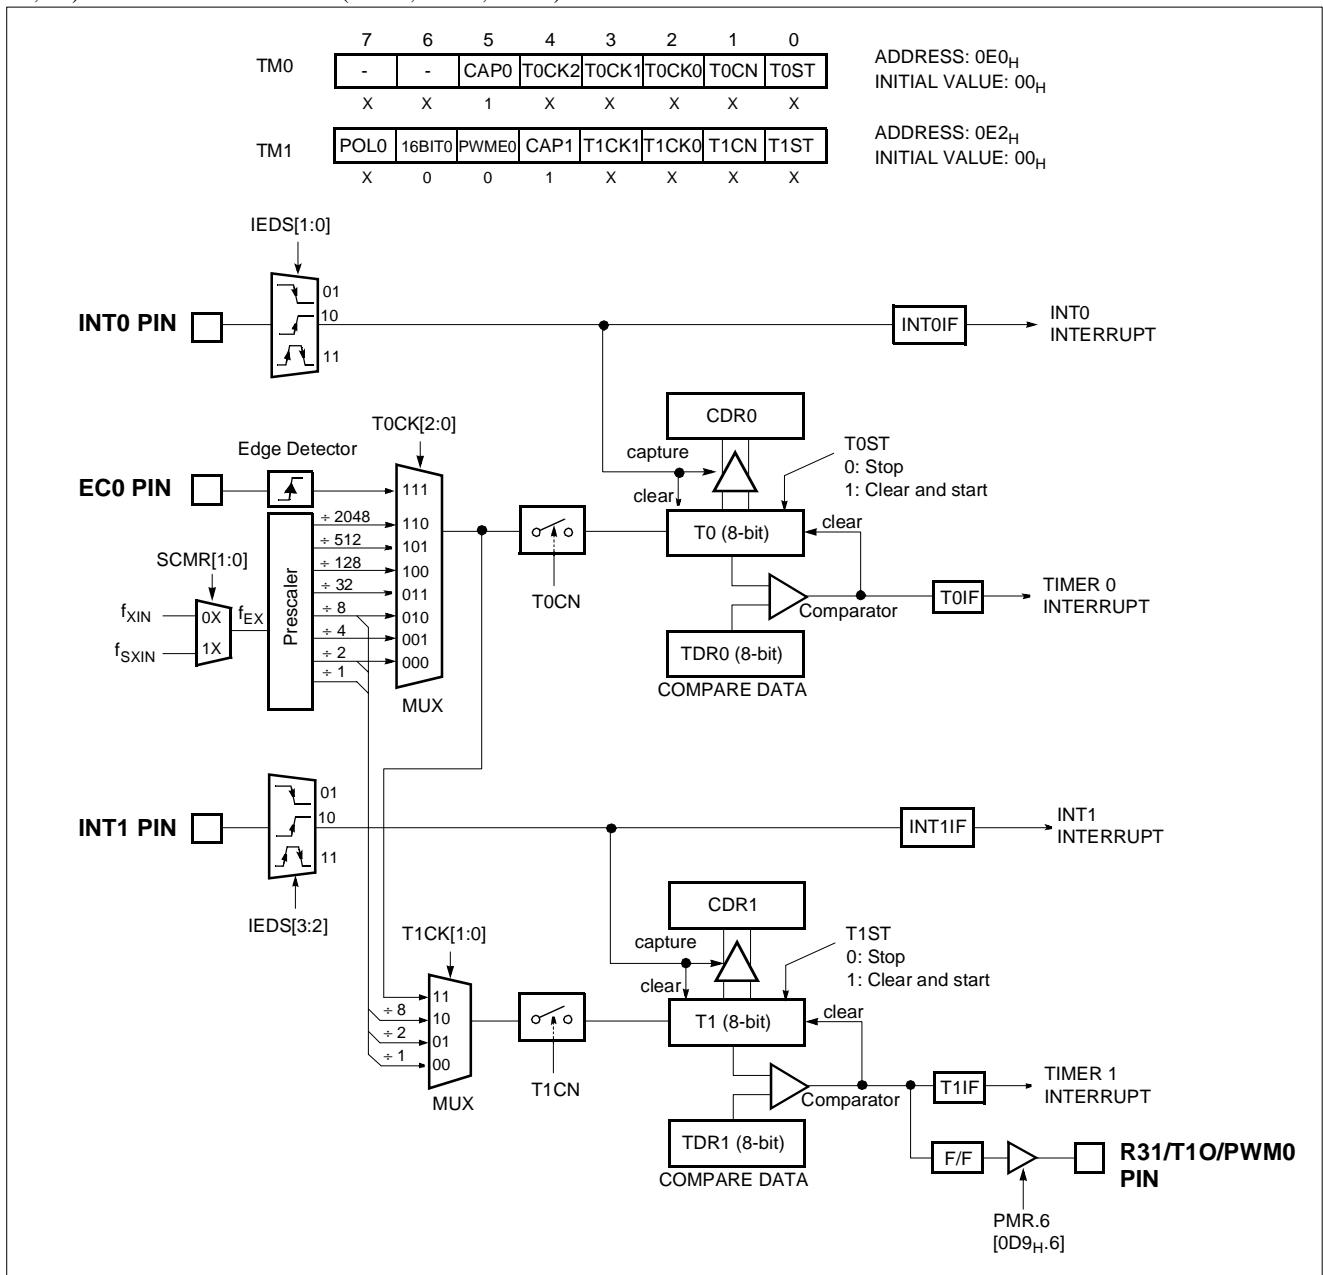 7 6 5 4 3 2 1 0
TM0 - - CAP0 T0CK2 T0CK1 T0CK0 T0CN T0ST
ADDRESS: 0E0H
INITIAL VALUE: 00H
X X 1 X X X X X
TM1 POL0 16BIT0 PWME0 CAP1 T1CK1 T1CK0 T1CN T1ST
ADDRESS: 0E2H
INITIAL VALUE: 00H
X 0 0 1 X X X X
IEDS[1:0]
01
10
11
INT0 PIN
INT0IF
INT0
INTERRUPT
T0CK[2:0]
CDR0
Edge Detector
capture
clear
T0ST
0: Stop
1: Clear and start
EC0 PIN
111
÷ 2048
110
÷ 512
101
÷ 128
100
÷ 32
011
÷ 8
010
÷ 4
001
÷ 2
000
÷ 1
SCMR[1:0]
fXIN
0X
fEX
fSXIN
1X
Prescaler
MUX
T0CN
T0 (8-bit)
clear
Comparator
T0IF
TIMER 0
INTERRUPT
TDR0 (8-bit)
COMPARE DATA
INT1 PIN
01
10
11
IEDS[3:2]
INT1IF
INT1
INTERRUPT
T1CK[1:0]
CDR1
capture
clear
T1ST
0: Stop
1: Clear and start
11
÷ 8
10
÷ 2
01
÷ 1
00
MUX
T1CN
T1 (8-bit)
clear
Comparator
T1IF
TIMER 1
INTERRUPT
TDR1 (8-bit)
COMPARE DATA
F/F
R31/T1O/PWM0
PIN
PMR.6
[0D9H.6]